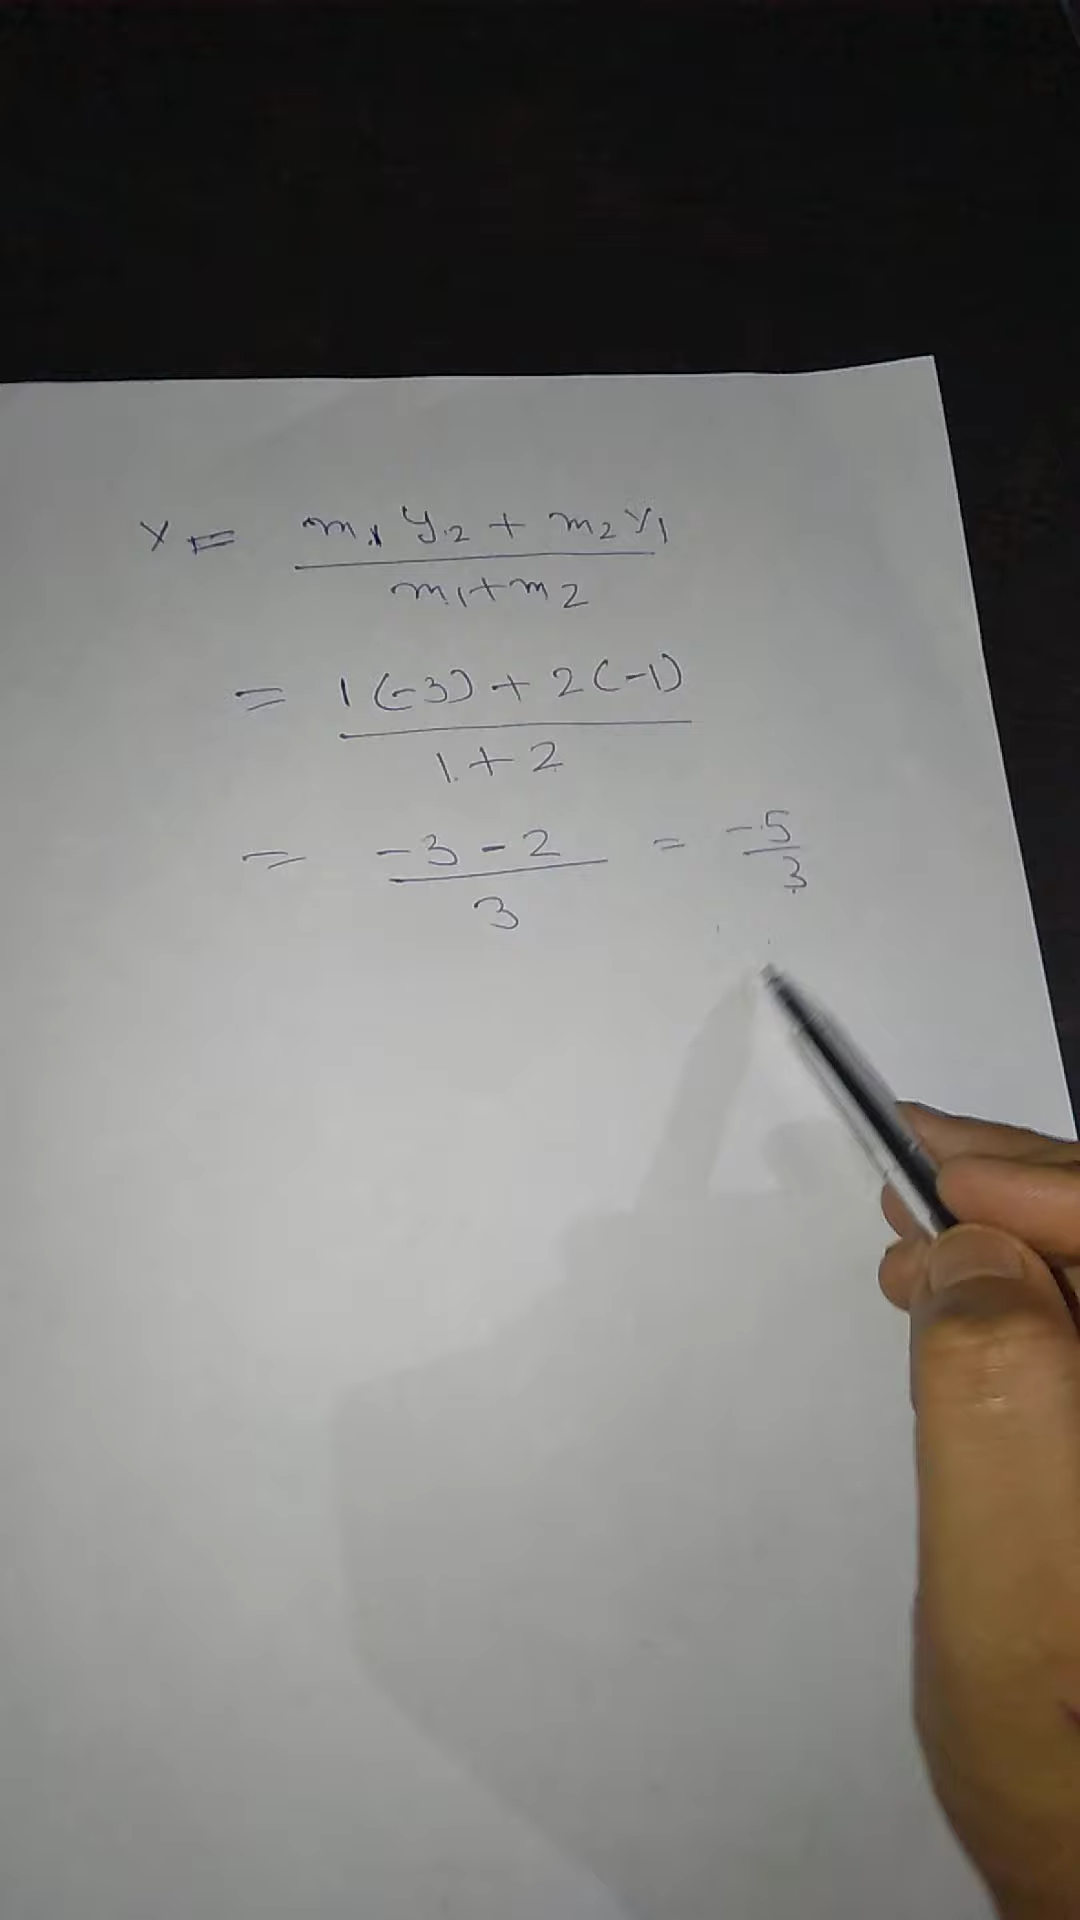 y = (m₁y₂ + m₂y₁)/(m₁+m₂)
= (1(-3) + 2(-1))/(1+2)
= (-3-2)/3 = -5/3